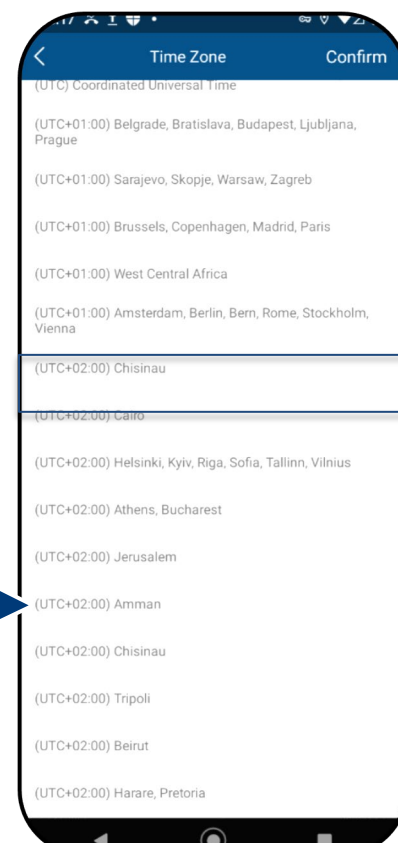 Time Zone
Confirm
(UTC) Coordinated Universal Time
(UTC+01:00) Belgrade, Bratislava, Budapest, Ljubljana,
Prague
(UTC+01:00) Sarajevo, Skopje, Warsaw, Zagreb
(UTC+01:00) Brussels, Copenhagen, Madrid, Paris
(UTC+01:00) West Central Africa
(UTC+01:00) Amsterdam, Berlin, Bern, Rome, Stockholm,
Vienna
(UTC+02:00) Chisinau
(UTC+02:00) Cairo
(UTC+02:00) Helsinki, Kyiv, Riga, Sofia, Tallinn, Vilnius
(UTC+02:00) Athens, Bucharest
(UTC+02:00) Jerusalem
(UTC+02:00) Amman
(UTC+02:00) Chisinau
(UTC+02:00) Tripoli
(UTC+02:00) Beirut
(UTC+02:00) Harare, Pretoria